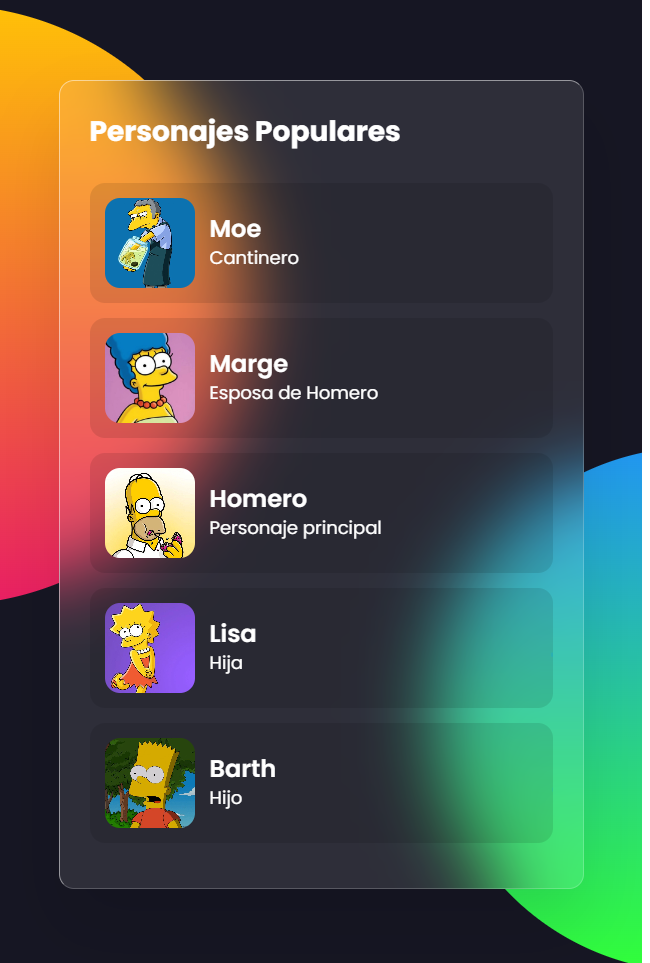 Personajes Populares
Moe
Cantinero
Marge
Esposa de Homero
Homero
Personaje principal
Lisa
Hija
Barth
Hijo